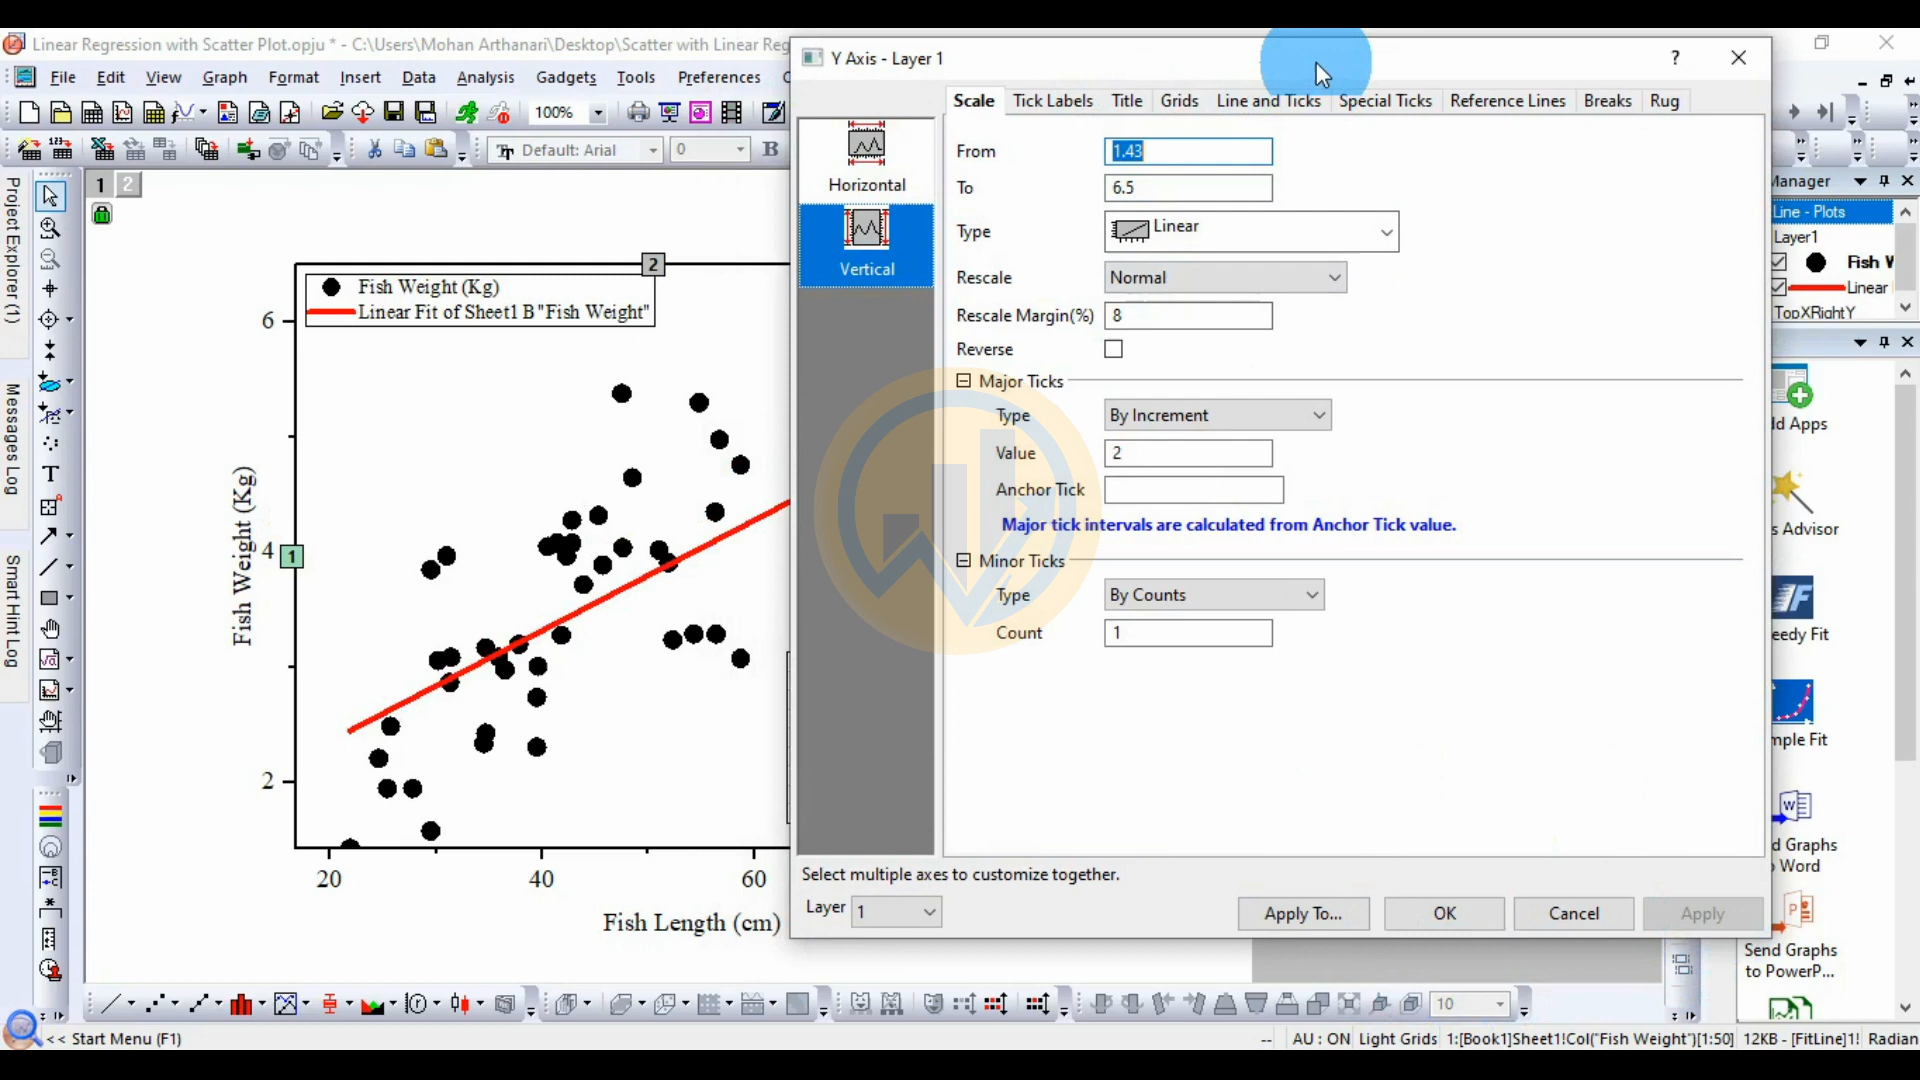 Linear Regression with Scatter Plot.opju * - C:\Users\Mohan Arthanari\Desktop\Scatter with Linear Reg
File Edit View Graph Format Insert Data Analysis Gadgets Tools Preferences
100%
Default: Arial 0 B
Project Explorer (1)
Messages Log
Smart Hint Log
1 2
2
Fish Weight (Kg)
Linear Fit of Sheet1 B"Fish Weight"
6
4
2
1
Fish Weight (Kg)
20 40 60
Fish Length (cm)
Y Axis - Layer 1
? 
Horizontal
Vertical
Scale Tick Labels Title Grids Line and Ticks Special Ticks Reference Lines Breaks Rug
From 1.43
To 6.5
Type Linear
Rescale Normal
Rescale Margin(%) 8
Reverse
Major Ticks
Type By Increment
Value 2
Anchor Tick
Major tick intervals are calculated from Anchor Tick value.
Minor Ticks
Type By Counts
Count 1
Select multiple axes to customize together.
Layer 1
Apply To... OK Cancel Apply
Manager
Line - Plots
Layer1
Fish W
Linear
TopXRightY
dd Apps
s Advisor
eedy Fit
mple Fit
d Graphs
Word
Send Graphs
to PowerP...
10
<< Start Menu (F1)
-- AU : ON Light Grids 1:[Book1]Sheet1!Col("Fish Weight")[1:50] 12KB - [FitLine]1! Radian